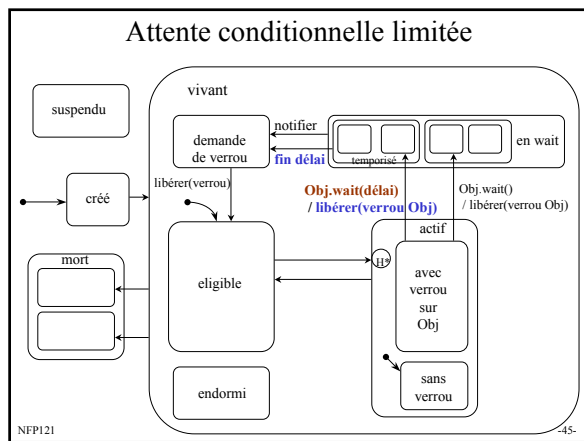 Attente conditionnelle limitée
vivant
suspendu
notifier
demande
de verrou
en wait
temporisé
fin délai
libérer(verrou)
Obj.wait(délai)
/ libérer(verrou Obj)
Obj.wait()
/ libérer(verrou Obj)
créé
actif
mort
H*
eligible
avec
verrou
sur
Obj
endormi
sans
verrou
NFP121
-45-